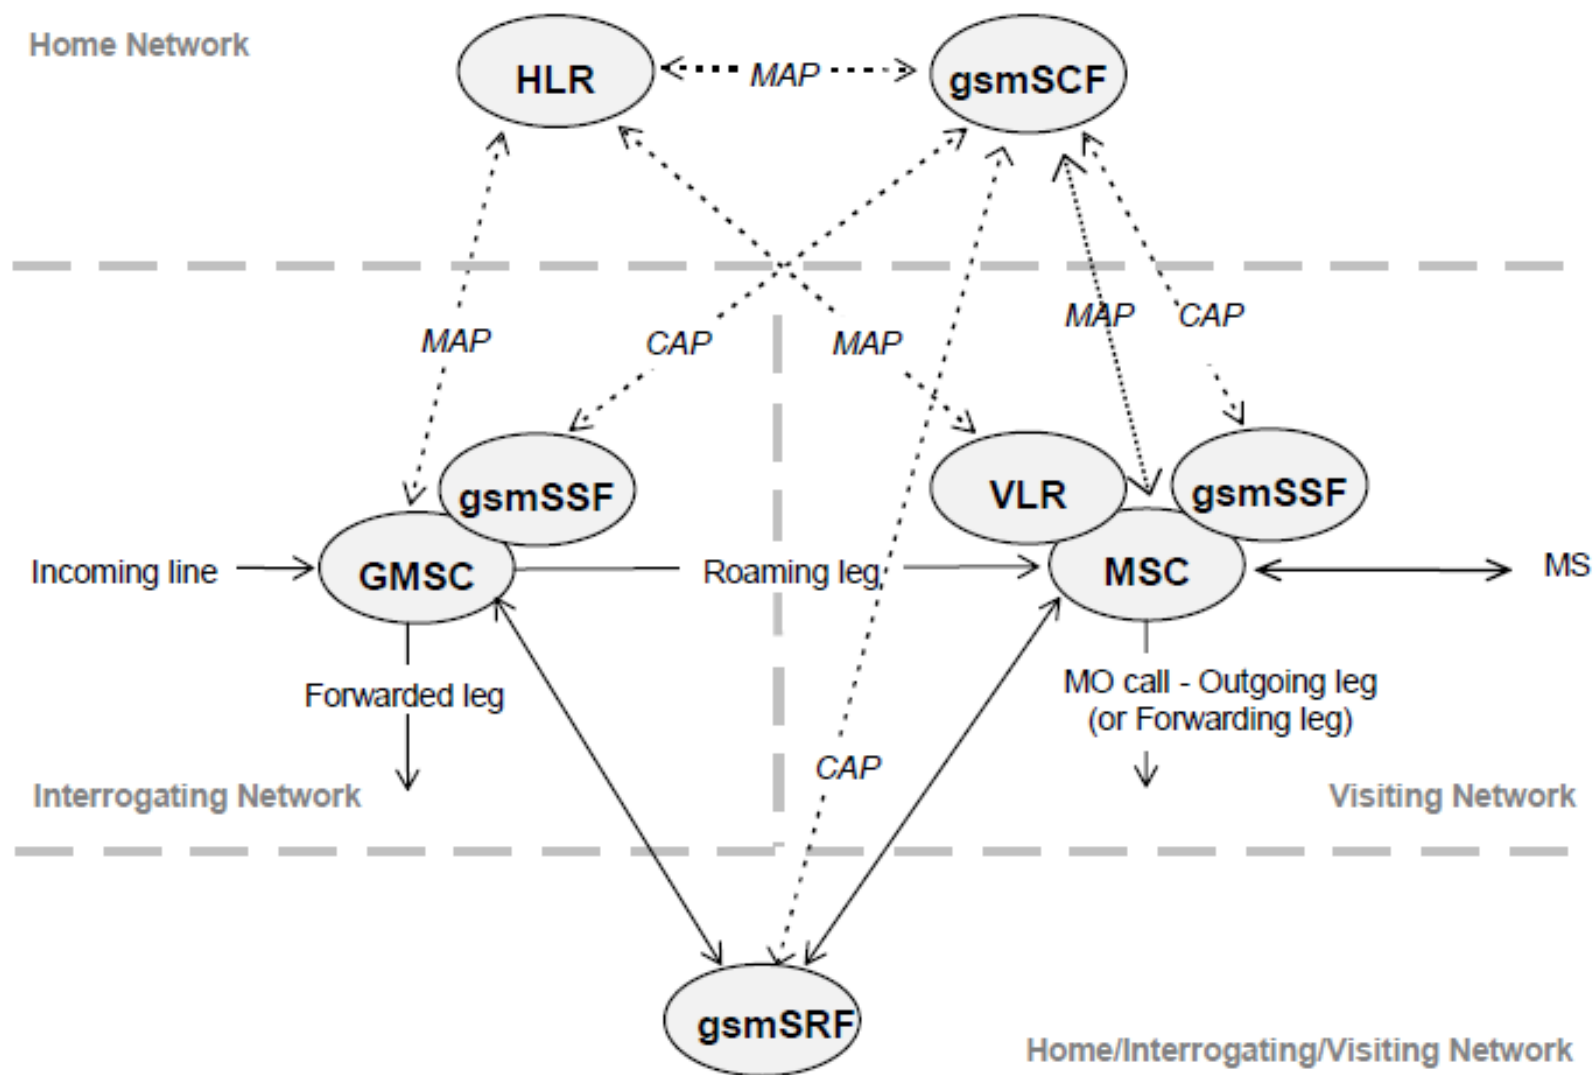 Home Network
HLR
MAP
gsmSCF
MAP
CAP
MAP
MAP
CAP
gsmSSF
VLR
gsmSSF
Incoming line
GMSC
Roaming leg
MSC
MS
Forwarded leg
MO call - Outgoing leg
(or Forwarding leg)
CAP
Interrogating Network
Visiting Network
gsmSRF
Home/Interrogating/Visiting Network